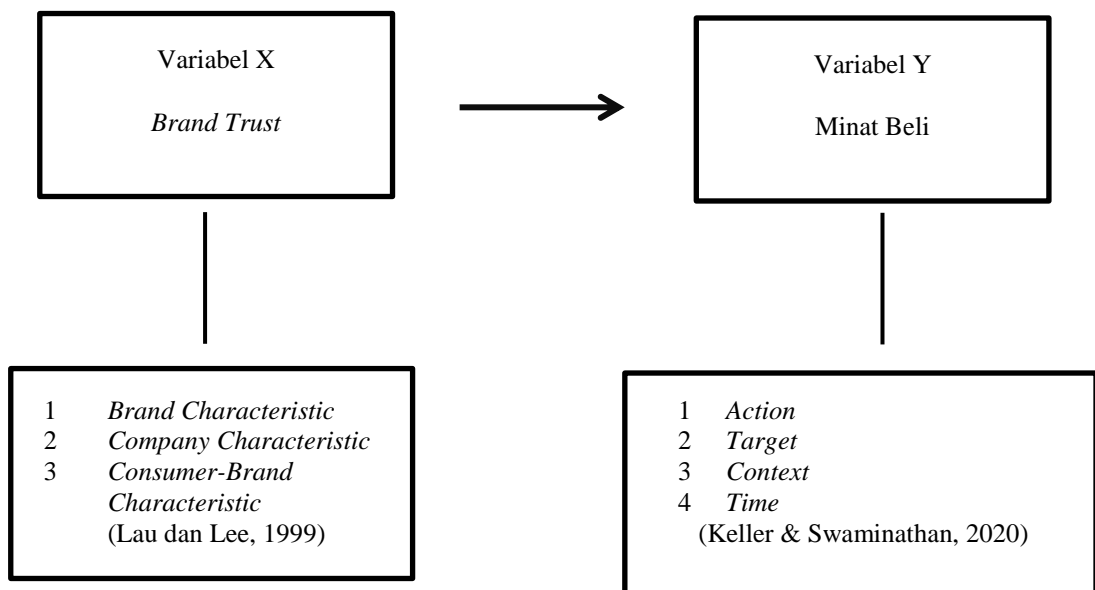 Variabel X
Brand Trust
Variabel Y
Minat Beli
1 Brand Characteristic
2 Company Characteristic
3 Consumer-Brand
Characteristic
(Lau dan Lee, 1999)
1 Action
2 Target
3 Context
4 Time
(Keller & Swaminathan, 2020)